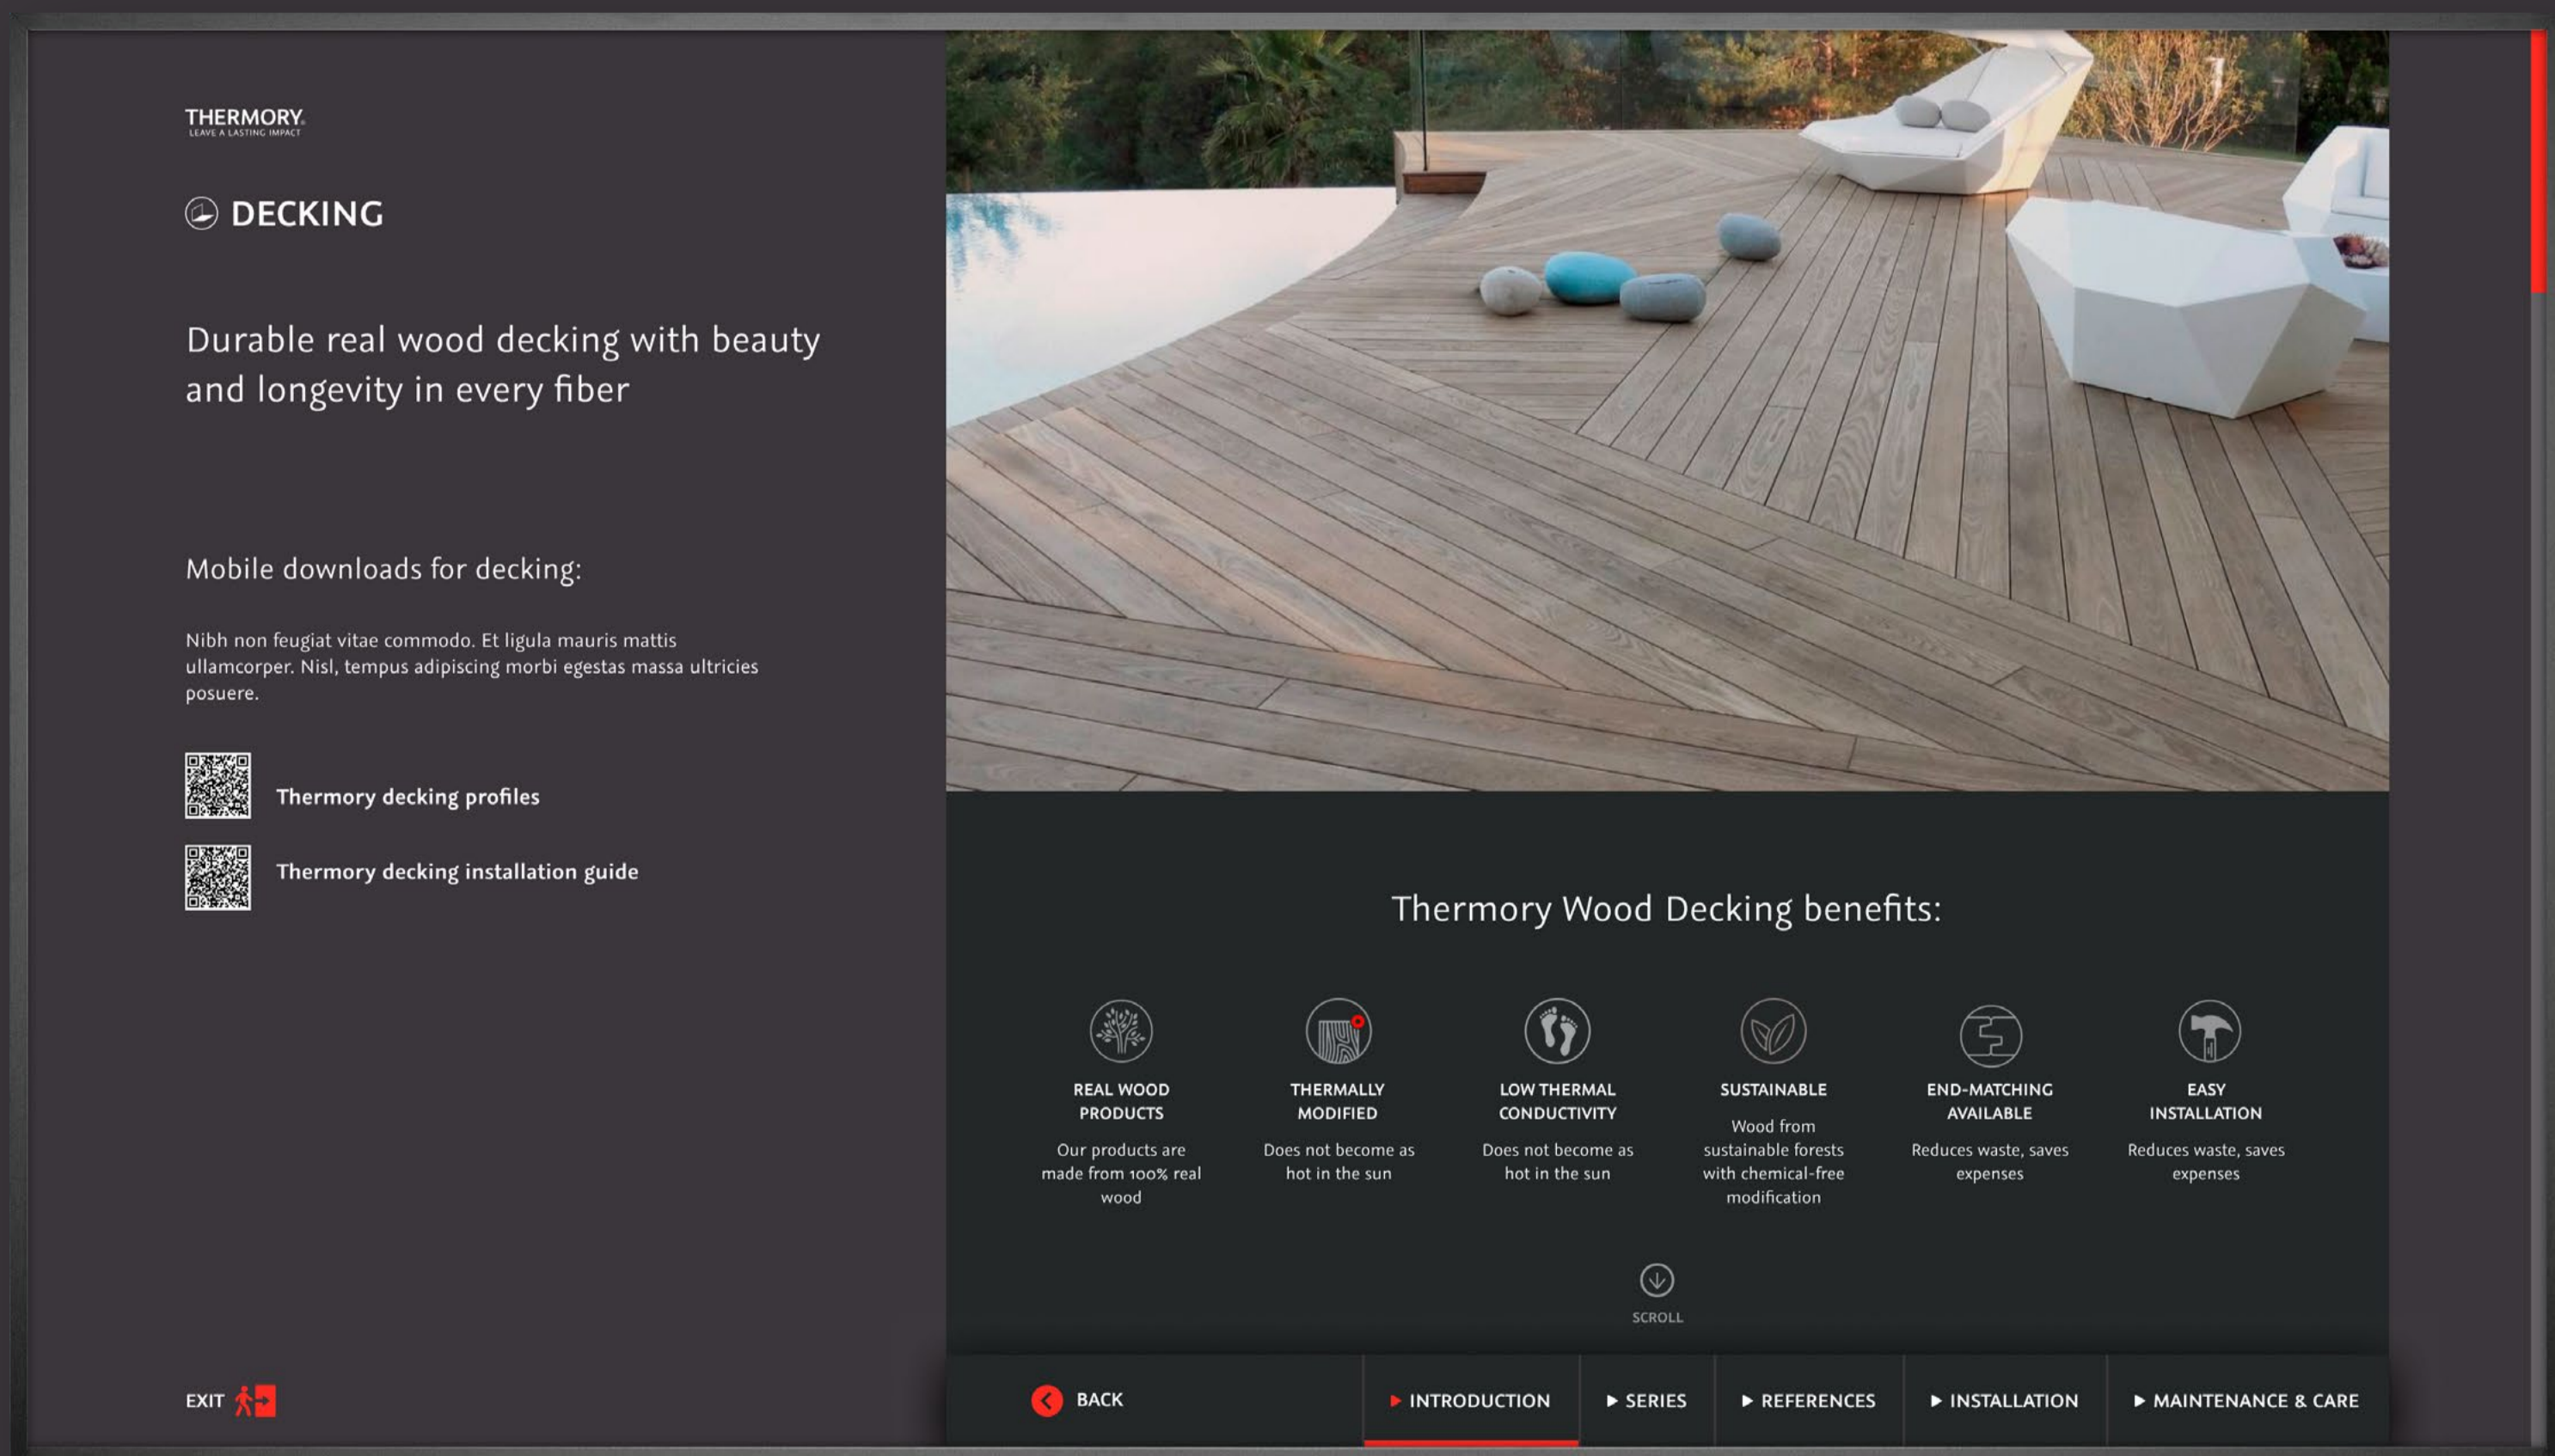 THERMORY®
LEAVE A LASTING IMPACT
DECKING
Durable real wood decking with beauty
and longevity in every fiber
Mobile downloads for decking:
Nibh non feugiat vitae commodo. Et ligula mauris mattis
ullamcorper. Nisl, tempus adipiscing morbi egestas massa ultricies
posuere.
Thermory decking profiles
Thermory decking installation guide
EXIT
Thermory Wood Decking benefits:
REAL WOOD
PRODUCTS
Our products are
made from 100% real
wood
THERMALLY
MODIFIED
Does not become as
hot in the sun
LOW THERMAL
CONDUCTIVITY
Does not become as
hot in the sun
SUSTAINABLE
Wood from
sustainable forests
with chemical-free
modification
END-MATCHING
AVAILABLE
Reduces waste, saves
expenses
EASY
INSTALLATION
Reduces waste, saves
expenses
SCROLL
BACK
INTRODUCTION
SERIES
REFERENCES
INSTALLATION
MAINTENANCE & CARE